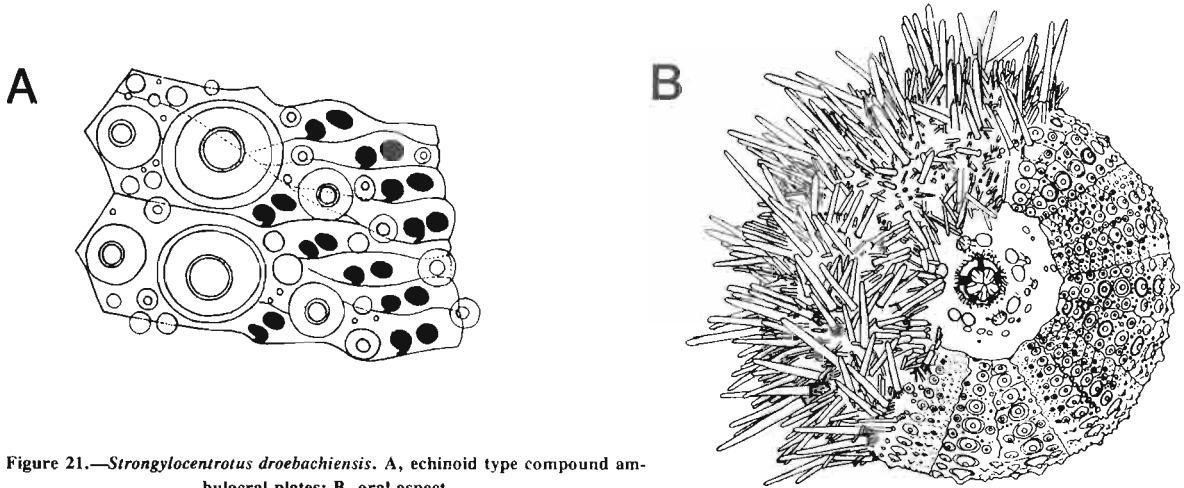 A
B
Figure 21.—Strongylocentrotus droebachiensis. A, echinoid type compound am-
bulacral plates; B, oral aspect.